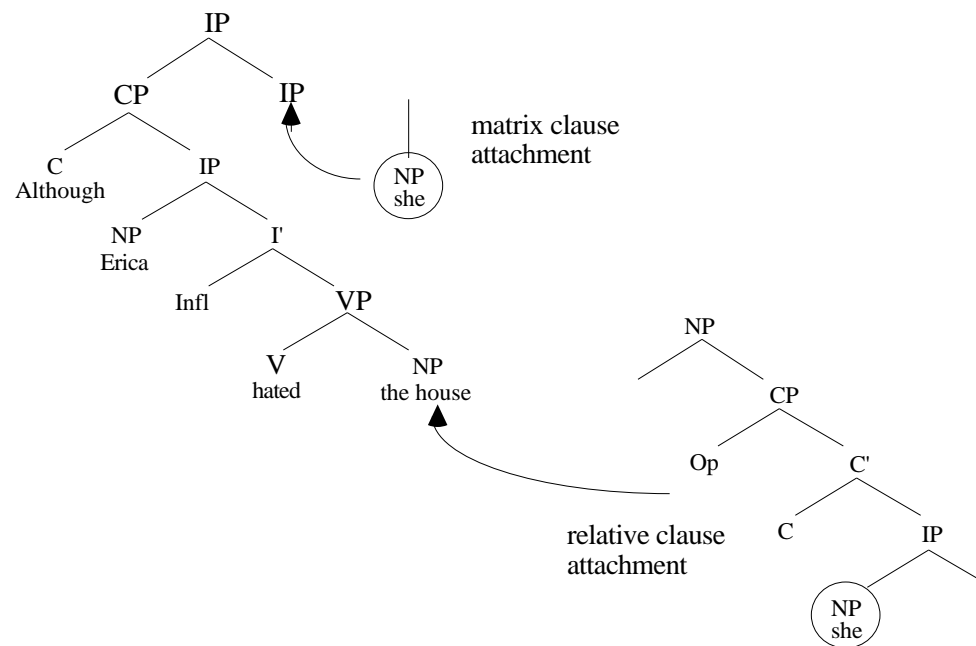 IP
CP IP
matrix clause
attachment
C IP NP
Although she
NP I'
Erica
Infl VP
NP
V NP
hated the house
CP
Op C'
relative clause
attachment
C IP
NP
she